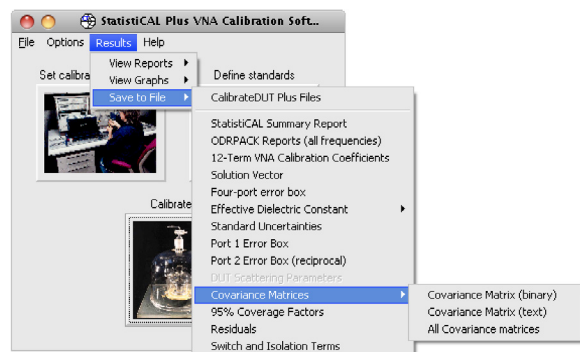 StatistiCAL Plus VNA Calibration Soft...
File Options Results Help
Set calibra
Define standards
View Reports
View Graphs
Save to File
CalibrateDUT Plus Files
StatistiCAL Summary Report
ODRPACK Reports (all frequencies)
12-Term VNA Calibration Coefficients
Solution Vector
Four-port error box
Calibrate
Effective Dielectric Constant
Standard Uncertainties
Port 1 Error Box
Port 2 Error Box (reciprocal)
DUT Scattering Parameters
Covariance Matrices
Covariance Matrix (binary)
95% Coverage Factors
Covariance Matrix (text)
Residuals
All Covariance matrices
Switch and Isolation Terms